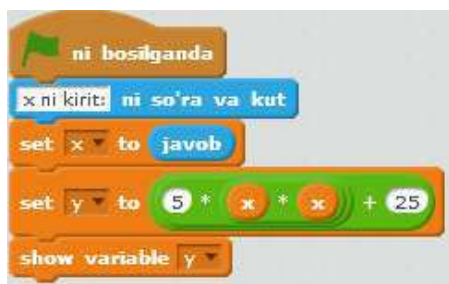 ni bosilganda
x ni kirit: ni so'ra va kut
set x to javob
set y to 5 * x * x + 25
show variable y